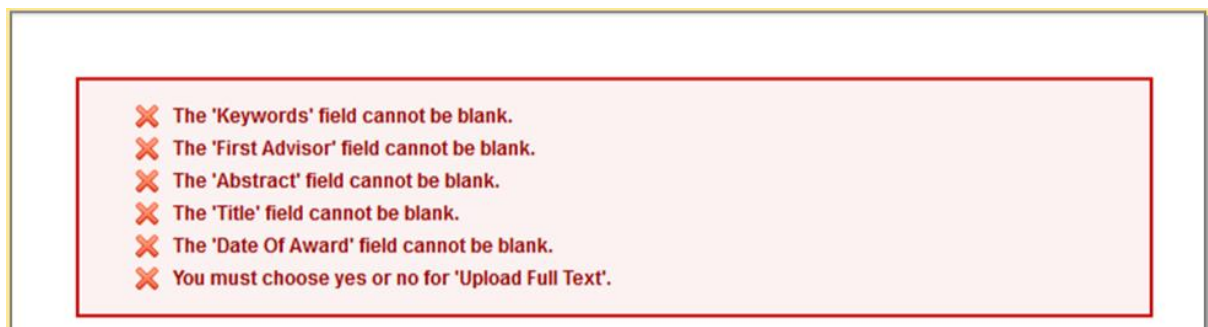 The 'Keywords' field cannot be blank.
The 'First Advisor' field cannot be blank.
The 'Abstract' field cannot be blank.
The 'Title' field cannot be blank.
The 'Date Of Award' field cannot be blank.
You must choose yes or no for 'Upload Full Text'.